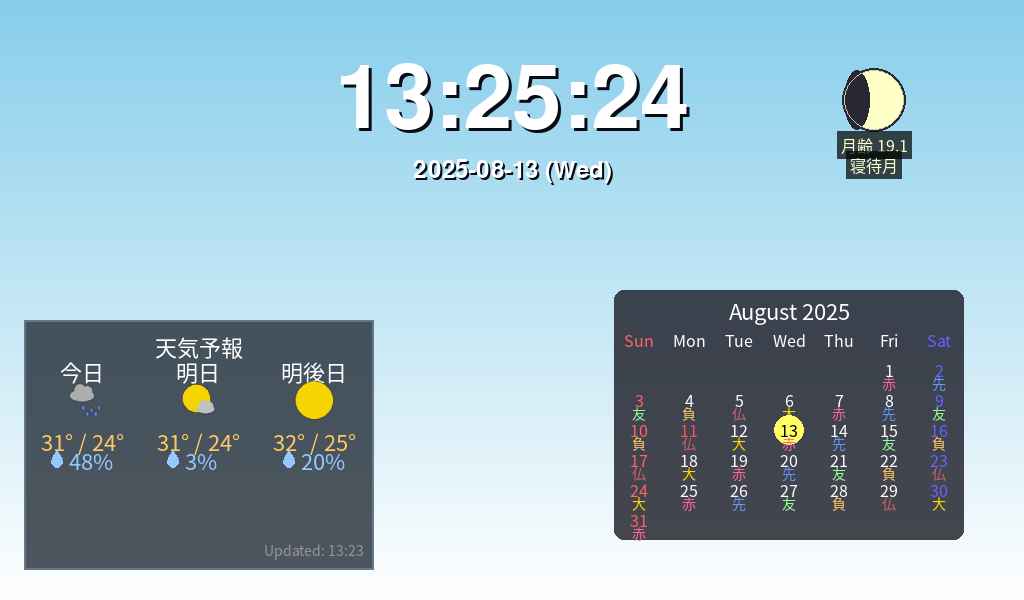 13:25:24
2025-08-13 (Wed)
月齢 19.1
寝待月
天気予報
今日 明日 明後日
31° / 24° 31° / 24° 32° / 25°
48% 3% 20%
Updated: 13:23
August 2025
Sun Mon Tue Wed Thu Fri Sat
1 2
赤 先
3 4 5 6 7 8 9
友 負 仏 大 赤 先 友
10 11 12 13 14 15 16
負 仏 大 赤 先 友 負
17 18 19 20 21 22 23
仏 大 赤 先 友 負 仏
24 25 26 27 28 29 30
大 赤 先 友 負 仏 大
31
赤